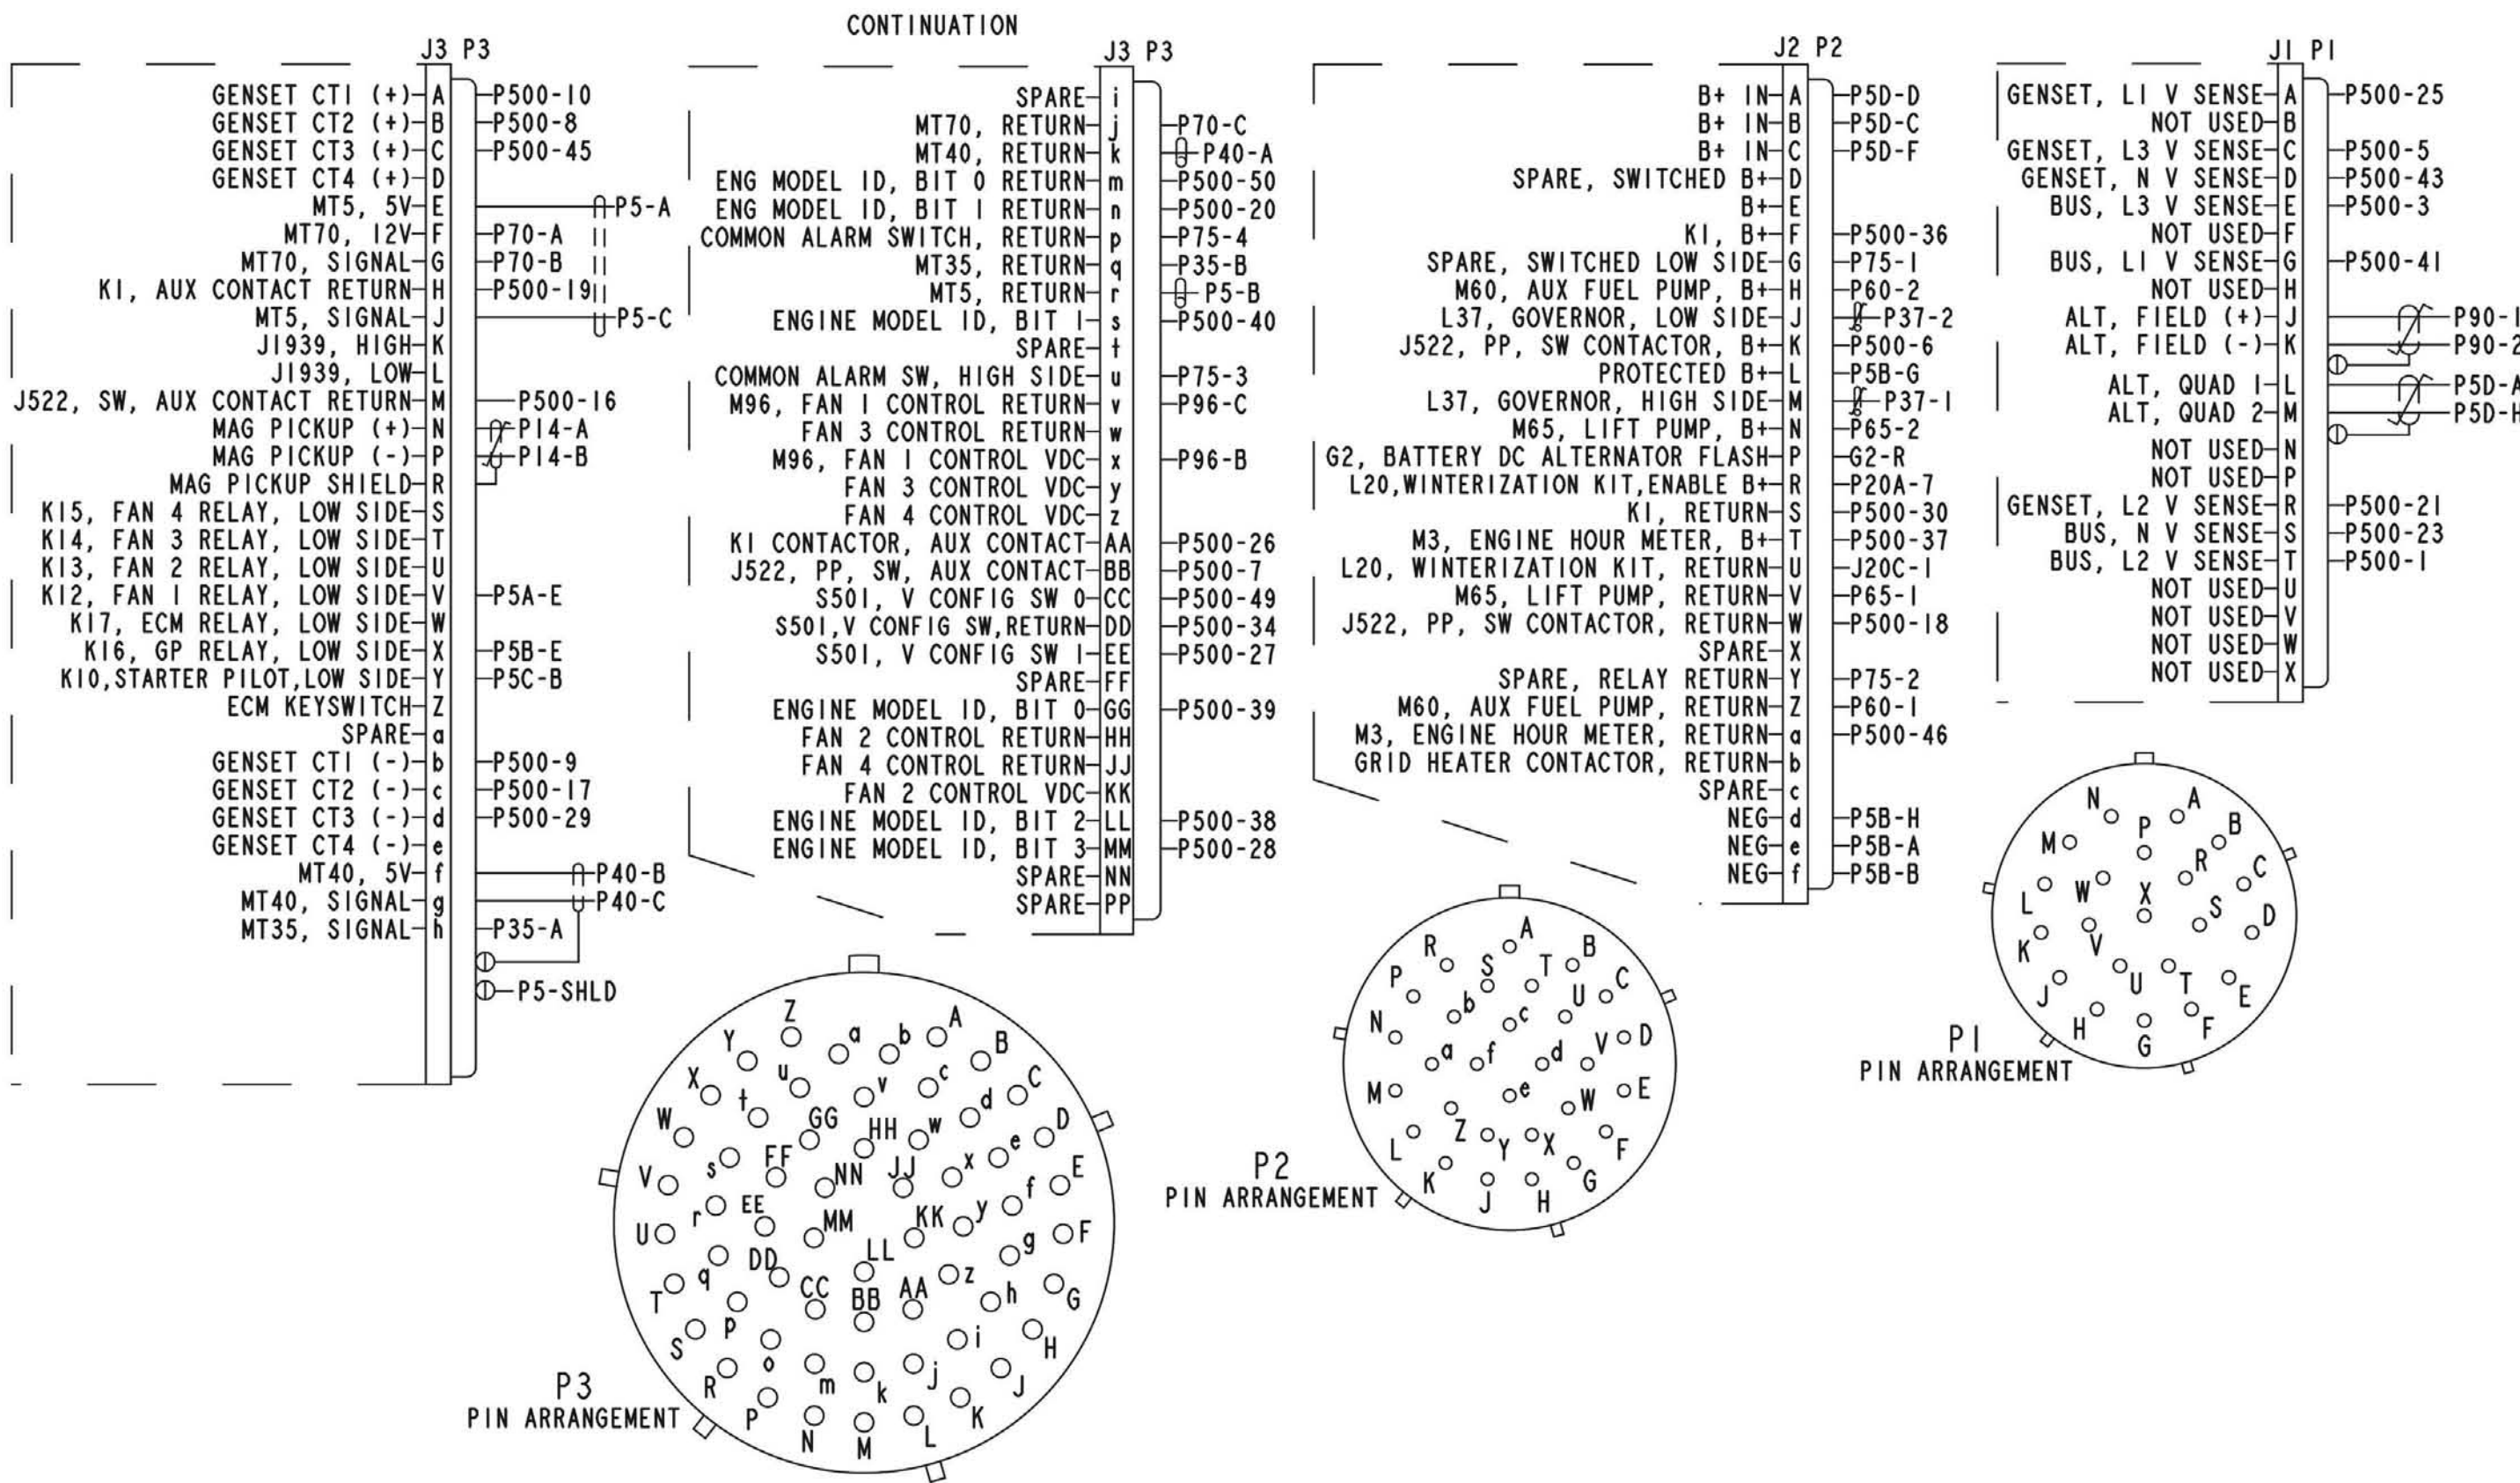 CONTINUATION
J3 P3
GENSET CT1 (+) A P500-10
GENSET CT2 (+) B P500-8
GENSET CT3 (+) C P500-45
GENSET CT4 (+) D
MT5, 5V E P5-A
MT70, 12V F P70-A
MT70, SIGNAL G P70-B
K1, AUX CONTACT RETURN H P500-19
MT5, SIGNAL J P5-C
J1939, HIGH K
J1939, LOW L
J522, SW, AUX CONTACT RETURN M P500-16
MAG PICKUP (+) N P14-A
MAG PICKUP (-) P P14-B
MAG PICKUP SHIELD R
K15, FAN 4 RELAY, LOW SIDE S
K14, FAN 3 RELAY, LOW SIDE T
K13, FAN 2 RELAY, LOW SIDE U
K12, FAN 1 RELAY, LOW SIDE V P5A-E
K17, ECM RELAY, LOW SIDE W
K16, GP RELAY, LOW SIDE X P5B-E
K10,STARTER PILOT,LOW SIDE Y P5C-B
ECM KEYSWITCH Z
SPARE a
GENSET CT1 (-) b P500-9
GENSET CT2 (-) c P500-17
GENSET CT3 (-) d P500-29
GENSET CT4 (-) e
MT40, 5V f P40-B
MT40, SIGNAL g P40-C
MT35, SIGNAL h P35-A
P5-SHLD
J3 P3
SPARE i
MT70, RETURN j P70-C
MT40, RETURN k P40-A
ENG MODEL ID, BIT 0 RETURN m P500-50
ENG MODEL ID, BIT 1 RETURN n P500-20
COMMON ALARM SWITCH, RETURN p P75-4
MT35, RETURN q P35-B
MT5, RETURN r P5-B
ENGINE MODEL ID, BIT 1 s P500-40
SPARE t
COMMON ALARM SW, HIGH SIDE u P75-3
M96, FAN 1 CONTROL RETURN v P96-C
FAN 3 CONTROL RETURN w
M96, FAN 1 CONTROL VDC x P96-B
FAN 3 CONTROL VDC y
FAN 4 CONTROL VDC z
K1 CONTACTOR, AUX CONTACT AA P500-26
J522, PP, SW, AUX CONTACT BB P500-7
S501, V CONFIG SW 0 CC P500-49
S501,V CONFIG SW,RETURN DD P500-34
S501, V CONFIG SW 1 EE P500-27
SPARE FF
ENGINE MODEL ID, BIT 0 GG P500-39
FAN 2 CONTROL RETURN HH
FAN 4 CONTROL RETURN JJ
FAN 2 CONTROL VDC KK
ENGINE MODEL ID, BIT 2 LL P500-38
ENGINE MODEL ID, BIT 3 MM P500-28
SPARE NN
SPARE PP
J2 P2
B+ IN A P5D-D
B+ IN B P5D-C
B+ IN C P5D-F
SPARE, SWITCHED B+ D
B+ E
K1, B+ F P500-36
SPARE, SWITCHED LOW SIDE G P75-1
M60, AUX FUEL PUMP, B+ H P60-2
L37, GOVERNOR, LOW SIDE J P37-2
J522, PP, SW CONTACTOR, B+ K P500-6
PROTECTED B+ L P5B-G
L37, GOVERNOR, HIGH SIDE M P37-1
M65, LIFT PUMP, B+ N P65-2
G2, BATTERY DC ALTERNATOR FLASH P G2-R
L20,WINTERIZATION KIT,ENABLE B+ R P20A-7
K1, RETURN S P500-30
M3, ENGINE HOUR METER, B+ T P500-37
L20, WINTERIZATION KIT, RETURN U J20C-1
M65, LIFT PUMP, RETURN V P65-1
J522, PP, SW CONTACTOR, RETURN W P500-18
SPARE X
SPARE, RELAY RETURN Y P75-2
M60, AUX FUEL PUMP, RETURN Z P60-1
M3, ENGINE HOUR METER, RETURN a P500-46
GRID HEATER CONTACTOR, RETURN b
SPARE c
NEG d P5B-H
NEG e P5B-A
NEG f P5B-B
J1 P1
GENSET, L1 V SENSE A P500-25
NOT USED B
GENSET, L3 V SENSE C P500-5
GENSET, N V SENSE D P500-43
BUS, L3 V SENSE E P500-3
NOT USED F
BUS, L1 V SENSE G P500-41
NOT USED H
ALT, FIELD (+) J P90-1
ALT, FIELD (-) K P90-2
ALT, QUAD 1 L P5D-A
ALT, QUAD 2 M P5D-H
NOT USED N
NOT USED P
GENSET, L2 V SENSE R P500-21
BUS, N V SENSE S P500-23
BUS, L2 V SENSE T P500-1
NOT USED U
NOT USED V
NOT USED W
NOT USED X
Z a b A
Y u v c B
X t GG HH w d C
W s FF NN JJ x e D
V r EE MM KK y f E
U q DD LL z g F
T p CC BB AA h G
S o m k j i H
R P N M L K J
P3
PIN ARRANGEMENT
R A B
P S T C
N b c U D
a f d V
M e W E
L Z Y X F
K J H G
P2
PIN ARRANGEMENT
N P A B
M W X R C
L V S D
K U T E
J H G F
P1
PIN ARRANGEMENT